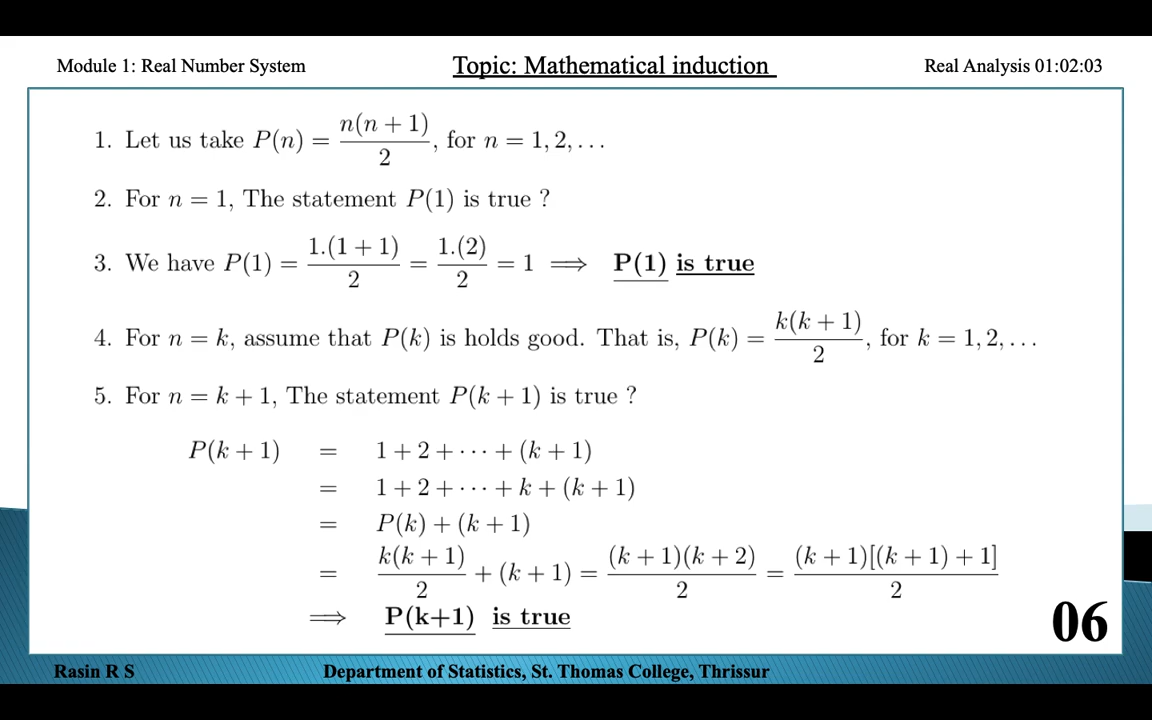 Module 1: Real Number System
Topic: Mathematical induction
Real Analysis 01:02:03
1. Let us take P(n) = n(n + 1)/2, for n = 1, 2, . . .
2. For n = 1, The statement P(1) is true ?
3. We have P(1) = 1.(1 + 1)/2 = 1.(2)/2 = 1 ⟹ P(1) is true
4. For n = k, assume that P(k) is holds good. That is, P(k) = k(k + 1)/2, for k = 1, 2, . . .
5. For n = k + 1, The statement P(k + 1) is true ?
P(k + 1) = 1 + 2 + · · · + (k + 1)
= 1 + 2 + · · · + k + (k + 1)
= P(k) + (k + 1)
= k(k + 1)/2 + (k + 1) = (k + 1)(k + 2)/2 = (k + 1)[(k + 1) + 1]/2
⟹ P(k+1) is true
06
Rasin R S
Department of Statistics, St. Thomas College, Thrissur